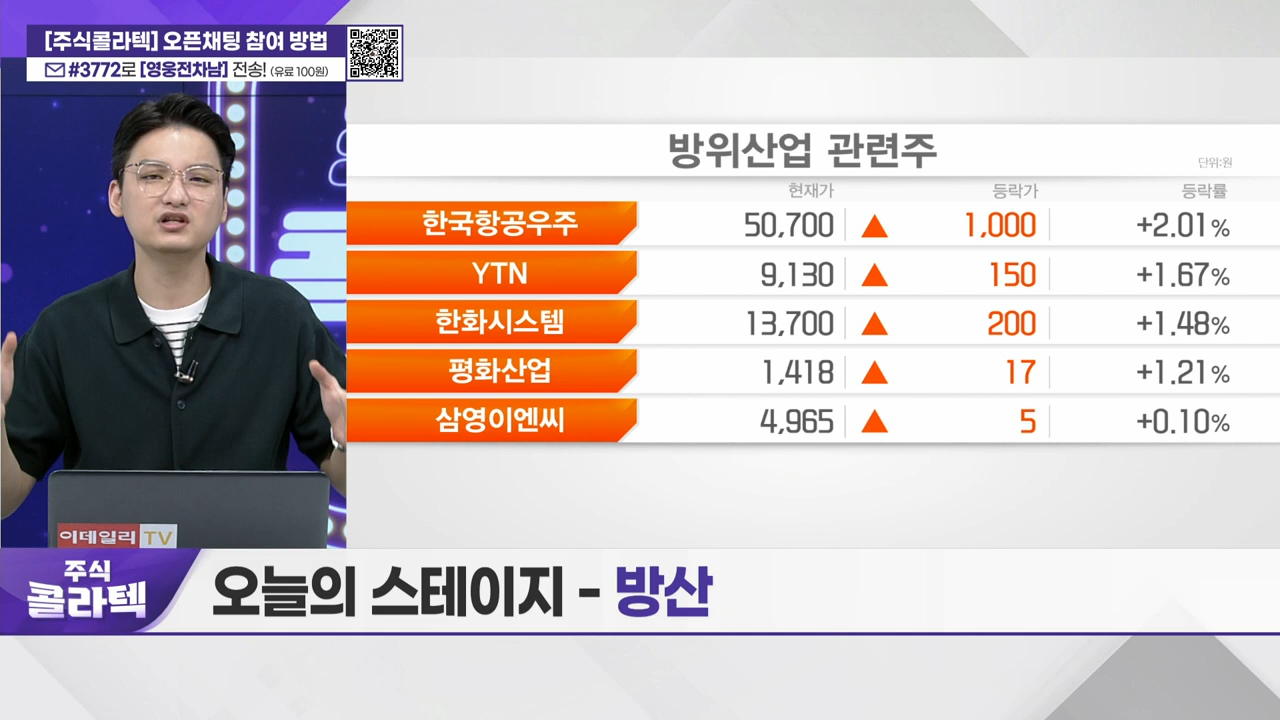 [주식콜라텍] 오픈채팅 참여 방법
#3772로 [영웅전차남] 전송! (유료 100원)
방위산업 관련주
단위:원
현재가 등락가 등락률
한국항공우주 50,700 ▲ 1,000 +2.01%
YTN 9,130 ▲ 150 +1.67%
한화시스템 13,700 ▲ 200 +1.48%
평화산업 1,418 ▲ 17 +1.21%
삼영이엔씨 4,965 ▲ 5 +0.10%
이데일리 TV
주식
콜라텍
오늘의 스테이지 - 방산